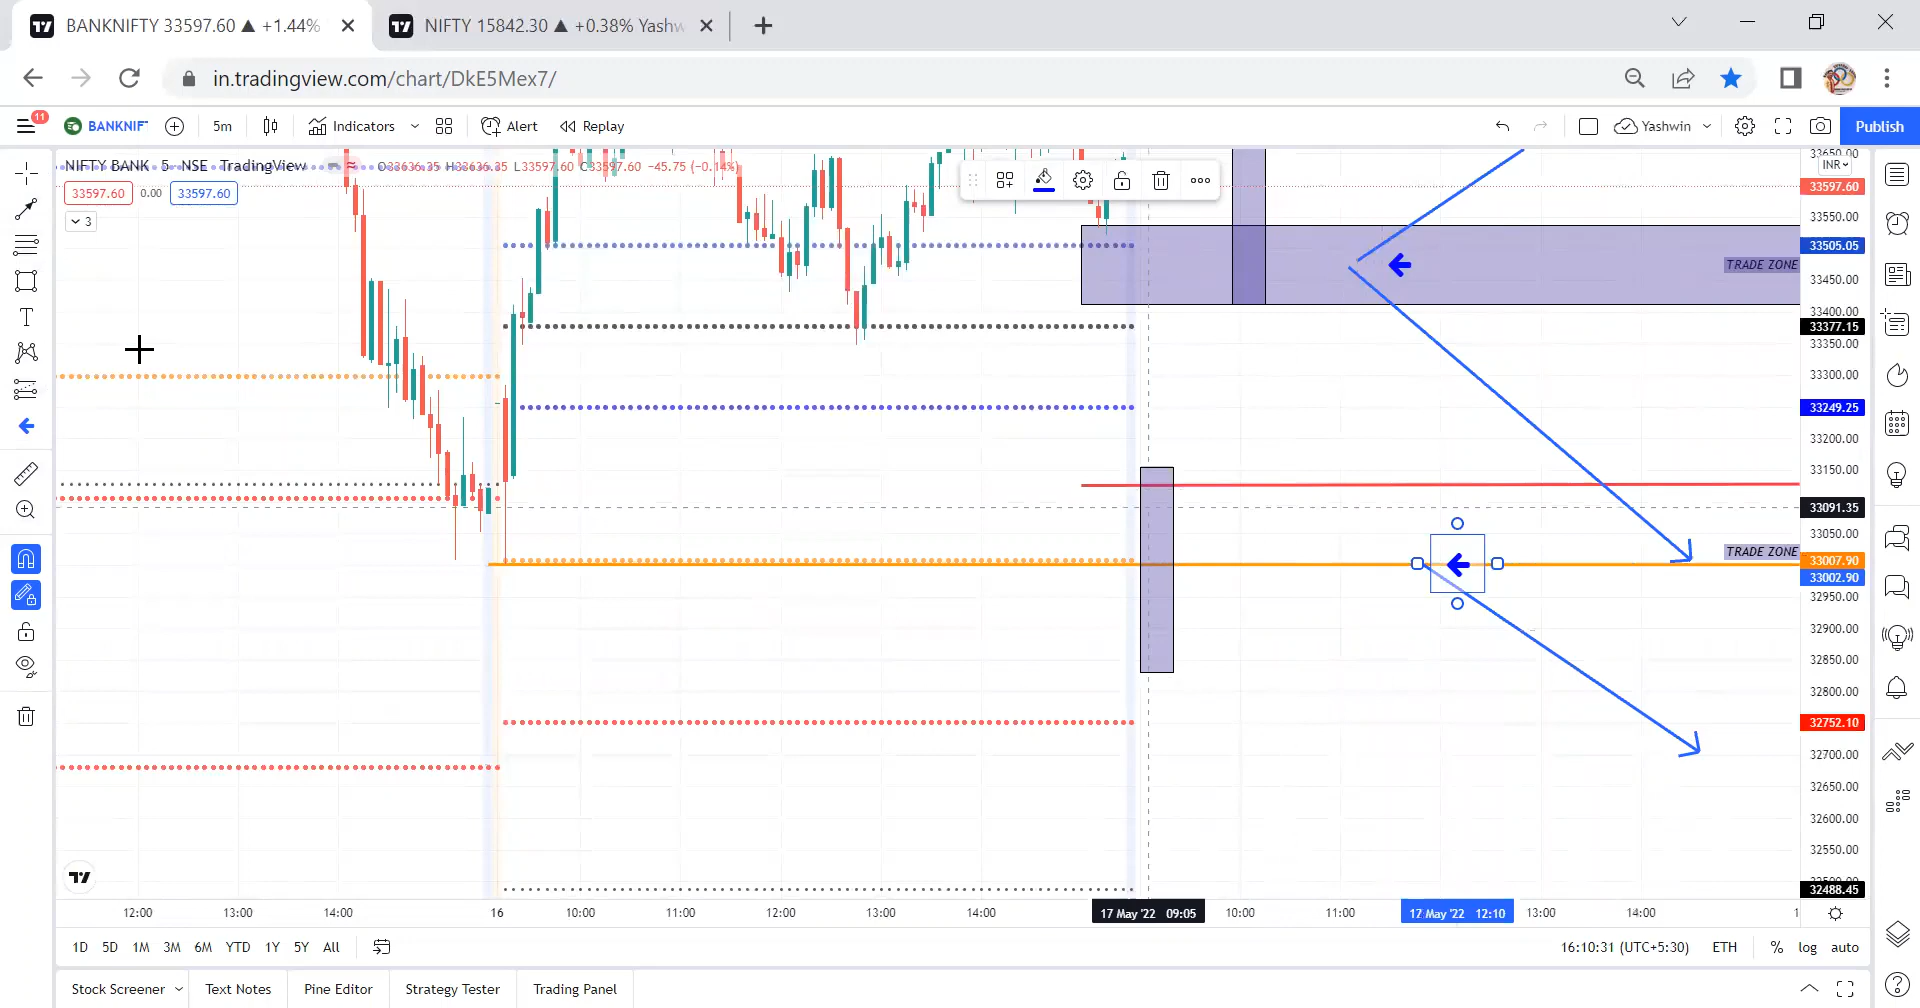 BANKNIFTY 33597.60 ▲ +1.44%
NIFTY 15842.30 ▲ +0.38% Yashw
in.tradingview.com/chart/DkE5Mex7/
11
BANKNIF
5m
Indicators
Alert
Replay
Yashwin
Publish
NIFTY BANK · 5 · NSE · TradingView
O33636.35 H33636.35 L33597.60 C33597.60 −45.75 (−0.14%)
33597.60 0.00 33597.60
3
33650.00
INR
33597.60
33550.00
33505.05
TRADE ZONE
33450.00
33400.00
33377.15
33350.00
33300.00
33249.25
33200.00
33150.00
33091.35
33050.00
TRADE ZONE
33007.90
33002.90
32950.00
32900.00
32850.00
32800.00
32752.10
32700.00
32650.00
32600.00
32550.00
32488.45
12:00 13:00 14:00 16 10:00 11:00 12:00 13:00 14:00 17 May '22 09:05 10:00 11:00 17 May '22 12:10 13:00 14:00 1
1D 5D 1M 3M 6M YTD 1Y 5Y All
16:10:31 (UTC+5:30) ETH % log auto
Stock Screener Text Notes Pine Editor Strategy Tester Trading Panel